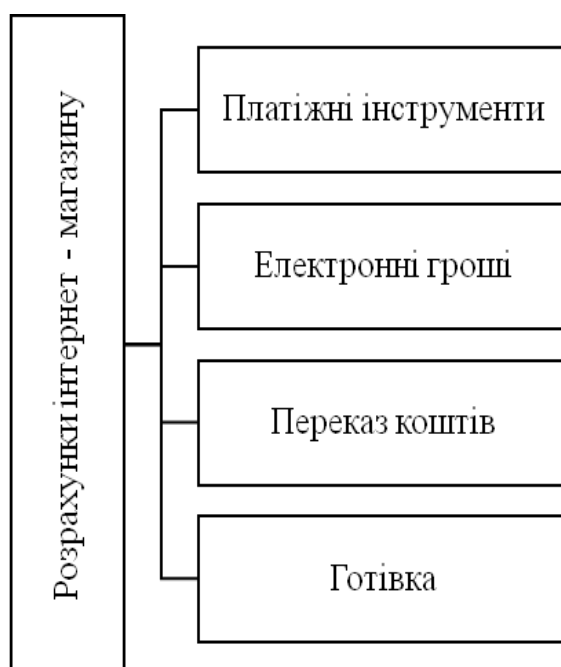 Розрахунки інтернет - магазину
Платіжні інструменти
Електронні гроші
Переказ коштів
Готівка